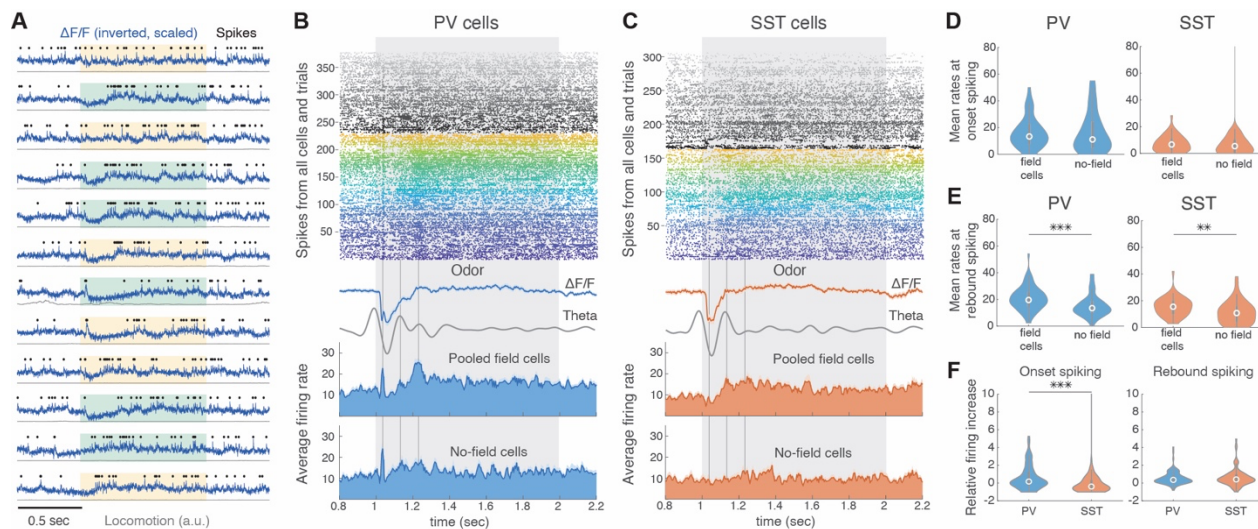 A
ΔF/F (inverted, scaled)
Spikes
0.5 sec
Locomotion (a.u.)
B
PV cells
Spikes from all cells and trials
350
300
250
200
150
100
50
Odor
ΔF/F
Theta
Pooled field cells
No-field cells
Average firing rate
30
20
10
30
20
10
0.8 1 1.2 1.4 1.6 1.8 2 2.2
time (sec)
C
SST cells
Spikes from all cells and trials
300
250
200
150
100
50
Odor
ΔF/F
Theta
Pooled field cells
No-field cells
Average firing rate
30
20
10
30
20
10
0.8 1 1.2 1.4 1.6 1.8 2 2.2
time (sec)
D
PV
SST
Mean rates at
onset spiking
80
60
40
20
0
field
cells
no-field
80
60
40
20
0
field
cells
no field
E
PV
SST
Mean rates at
rebound spiking
80
60
40
20
0
***
field
cells
no field
80
60
40
20
0
**
field
cells
no field
F
Onset spiking
Rebound spiking
Relative firing increase
10
8
6
4
2
0
-2
***
PV SST
10
8
6
4
2
0
-2
PV SST